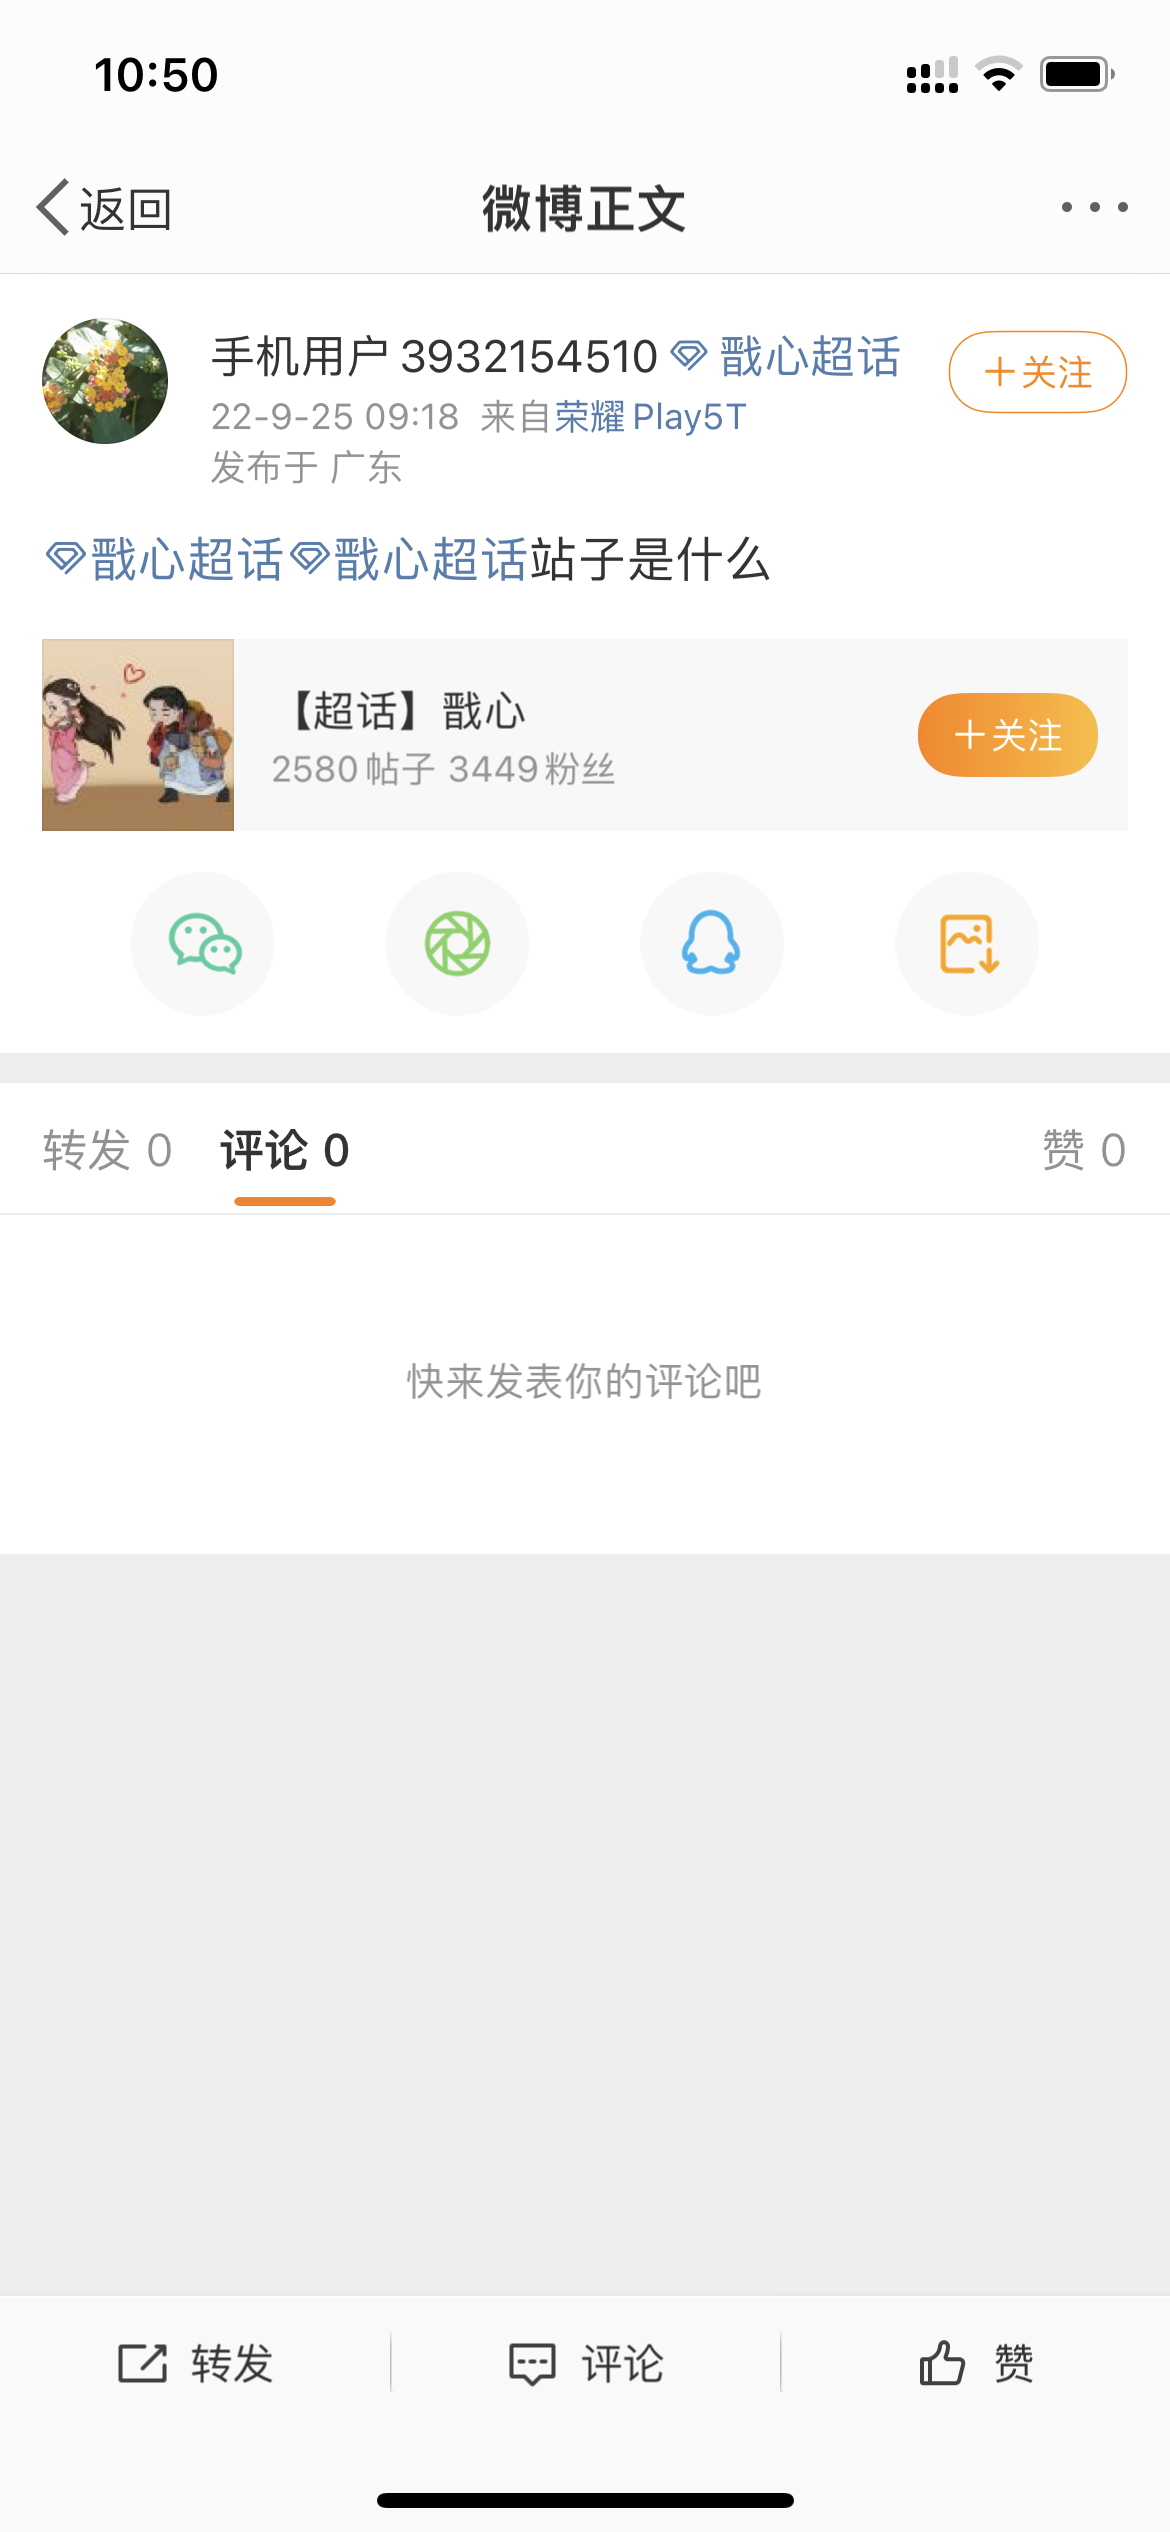 10:50
返回
微博正文
手机用户3932154510 戬心超话
+关注
22-9-25 09:18 来自荣耀Play5T
发布于 广东
戬心超话戬心超话站子是什么
【超话】戬心
2580帖子 3449粉丝
+关注
转发 0 评论 0 赞 0
快来发表你的评论吧
转发 评论 赞